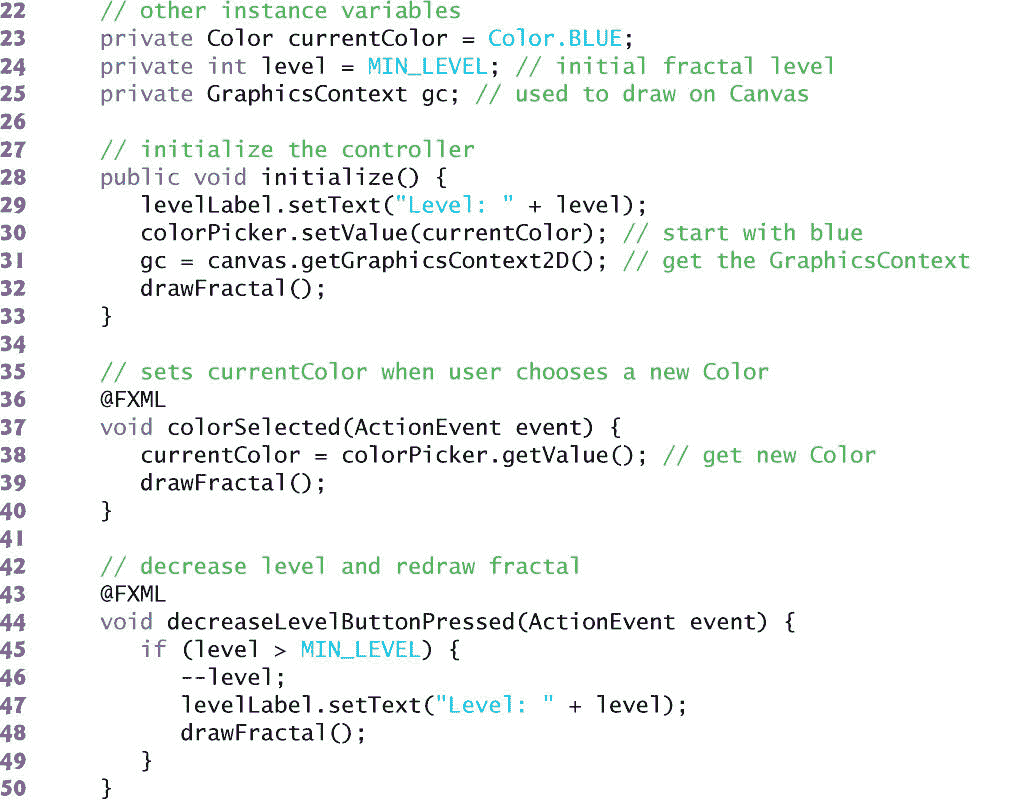 22 // other instance variables
23 private Color currentColor = Color.BLUE;
24 private int level = MIN_LEVEL; // initial fractal level
25 private GraphicsContext gc; // used to draw on Canvas
26
27 // initialize the controller
28 public void initialize() {
29 levelLabel.setText("Level: " + level);
30 colorPicker.setValue(currentColor); // start with blue
31 gc = canvas.getGraphicsContext2D(); // get the GraphicsContext
32 drawFractal();
33 }
34
35 // sets currentColor when user chooses a new Color
36 @FXML
37 void colorSelected(ActionEvent event) {
38 currentColor = colorPicker.getValue(); // get new Color
39 drawFractal();
40 }
41
42 // decrease level and redraw fractal
43 @FXML
44 void decreaseLevelButtonPressed(ActionEvent event) {
45 if (level > MIN_LEVEL) {
46 --level;
47 levelLabel.setText("Level: " + level);
48 drawFractal();
49 }
50 }